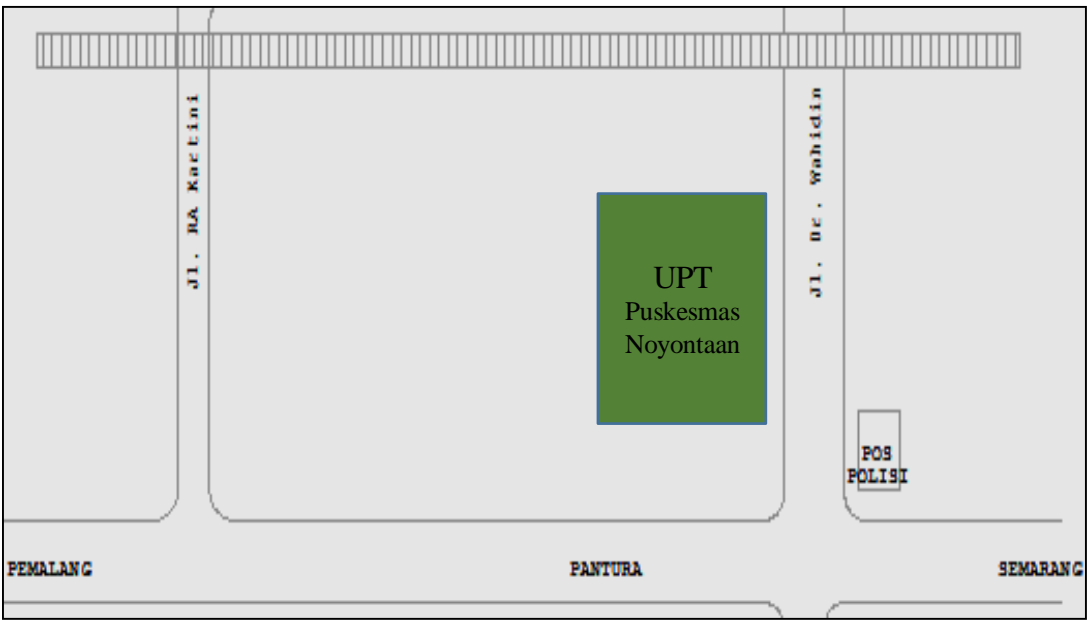 Jl. RA Kartini
Jl. Dr. Wahidin
UPT
Puskesmas
Noyontaan
POS
POLISI
PEMALANG
PANTURA
SEMARANG